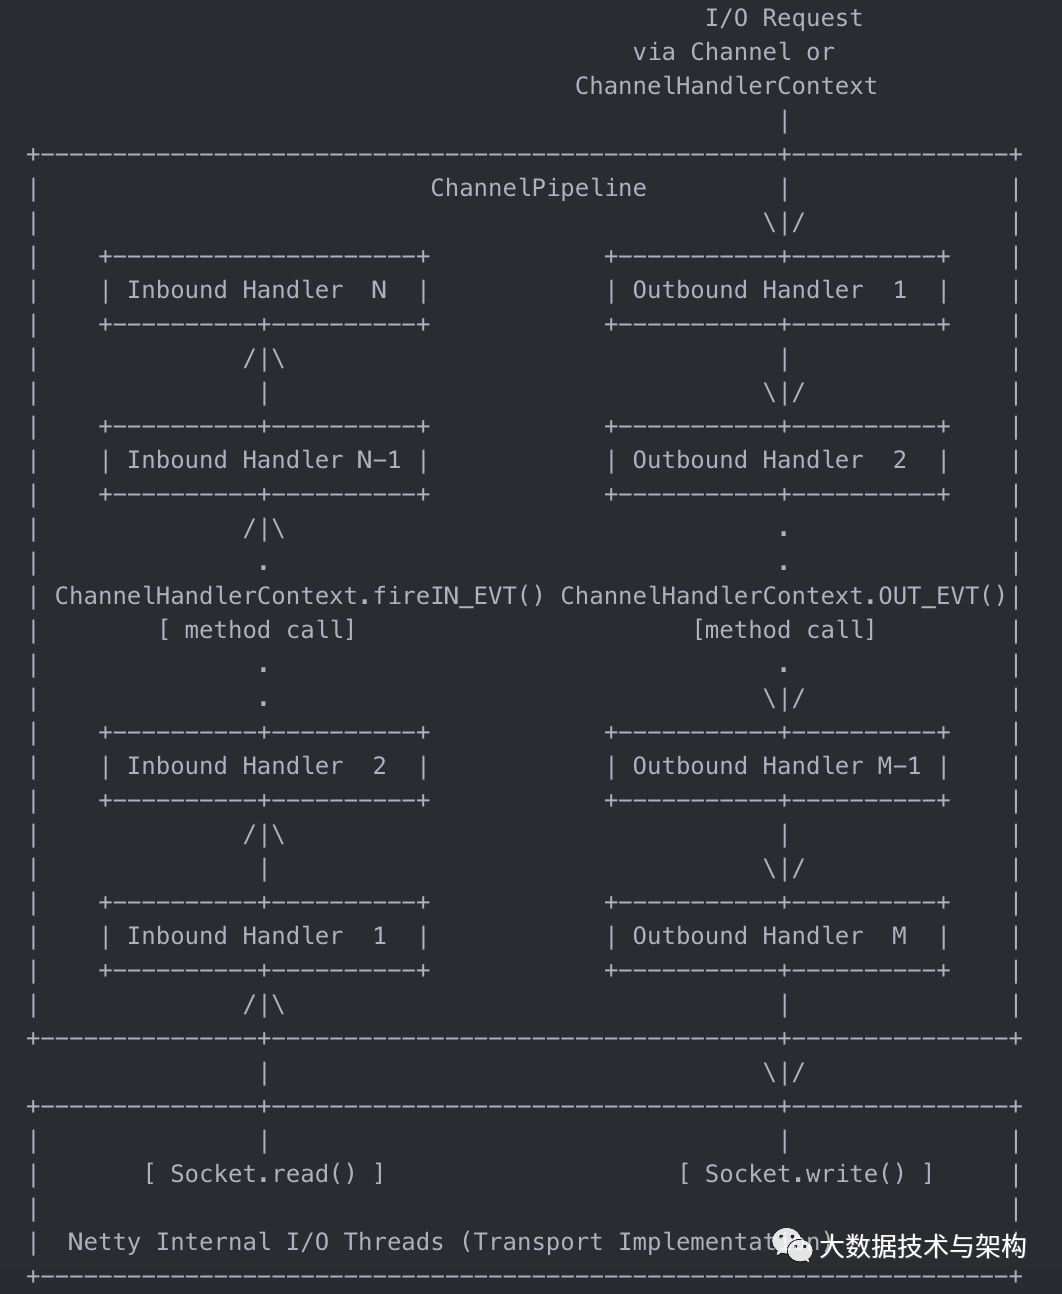 I/O Request
via Channel or
ChannelHandlerContext
ChannelPipeline
Inbound Handler N
Outbound Handler 1
Inbound Handler N-1
Outbound Handler 2
ChannelHandlerContext.fireIN_EVT() ChannelHandlerContext.OUT_EVT()
[ method call] [method call]
Inbound Handler 2
Outbound Handler M-1
Inbound Handler 1
Outbound Handler M
[ Socket.read() ] [ Socket.write() ]
Netty Internal I/O Threads (Transport Implementation)
大数据技术与架构